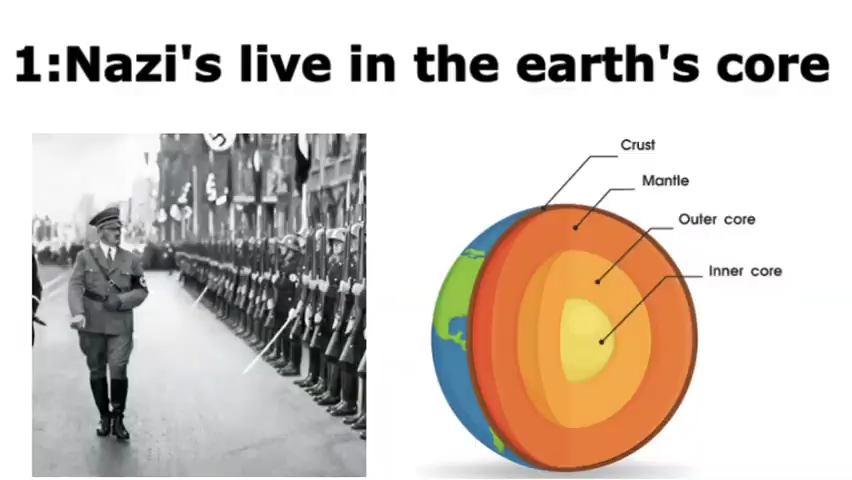 1:Nazi's live in the earth's core
Crust
Mantle
Outer core
Inner core